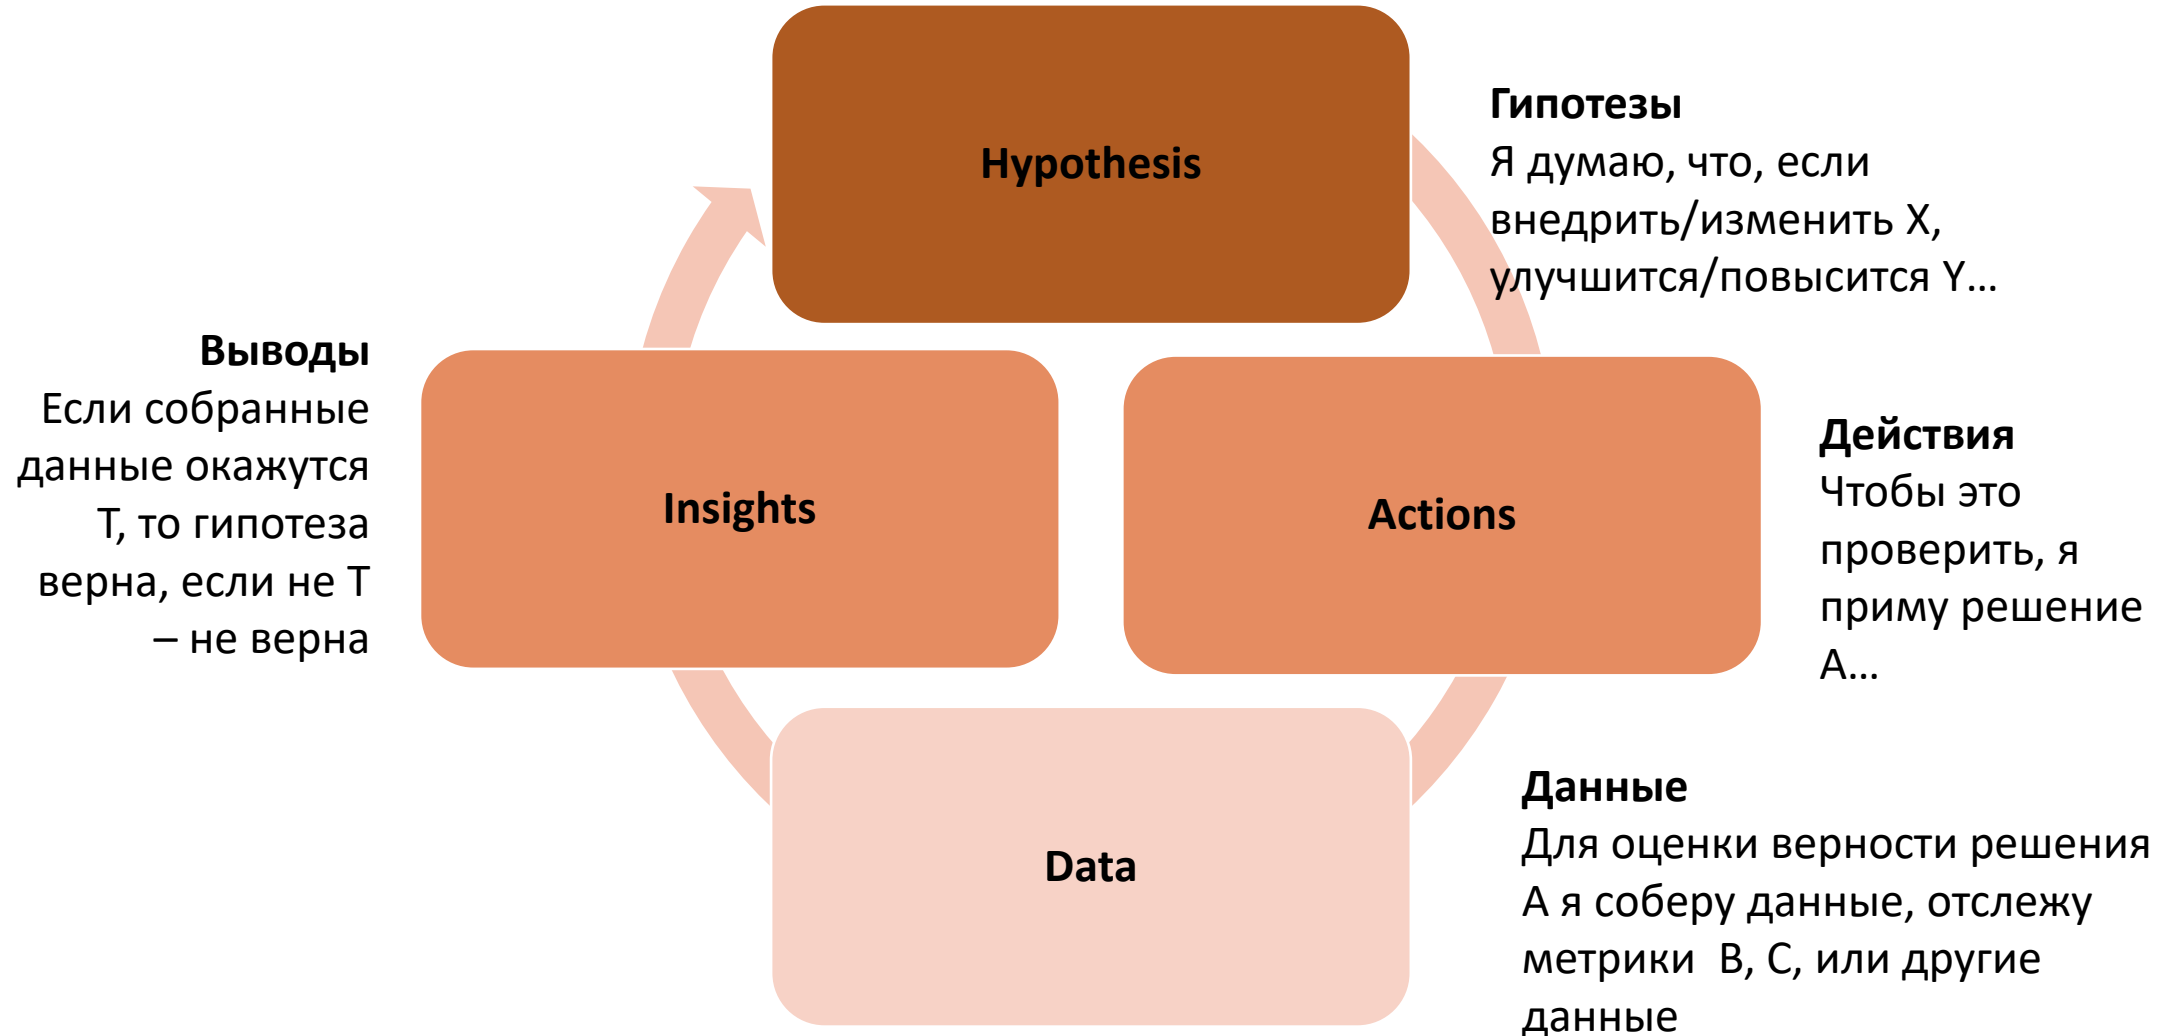 Hypothesis
Гипотезы
Я думаю, что, если
внедрить/изменить X,
улучшится/повысится Y…
Actions
Действия
Чтобы это
проверить, я
приму решение
А…
Data
Данные
Для оценки верности решения
А я соберу данные, отслежу
метрики  B, C, или другие
данные
Insights
Выводы
Если собранные
данные окажутся
Т, то гипотеза
верна, если не Т
– не верна